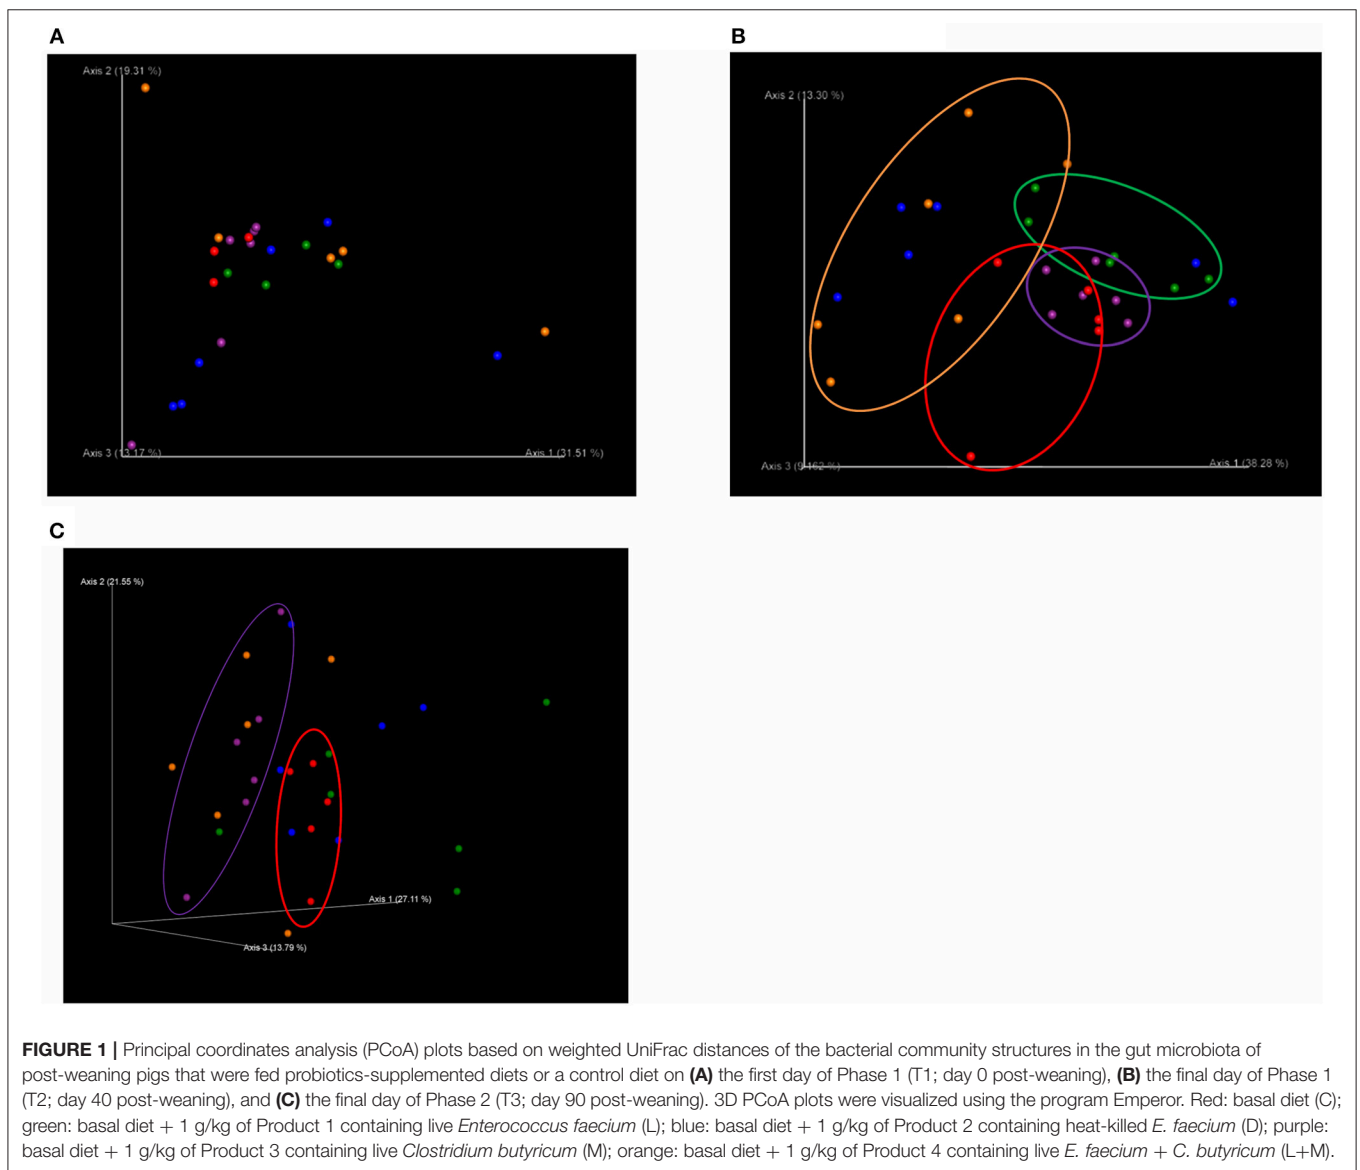 A
Axis 2 (19.31 %)
Axis 3 (13.17 %)
Axis 1 (31.51 %)
B
Axis 2 (13.30 %)
Axis 3 (9.162 %)
Axis 1 (38.28 %)
C
Axis 2 (21.55 %)
Axis 1 (27.11 %)
Axis 3 (13.79 %)
FIGURE 1 | Principal coordinates analysis (PCoA) plots based on weighted UniFrac distances of the bacterial community structures in the gut microbiota of
post-weaning pigs that were fed probiotics-supplemented diets or a control diet on (A) the first day of Phase 1 (T1; day 0 post-weaning), (B) the final day of Phase 1
(T2; day 40 post-weaning), and (C) the final day of Phase 2 (T3; day 90 post-weaning). 3D PCoA plots were visualized using the program Emperor. Red: basal diet (C);
green: basal diet + 1 g/kg of Product 1 containing live Enterococcus faecium (L); blue: basal diet + 1 g/kg of Product 2 containing heat-killed E. faecium (D); purple:
basal diet + 1 g/kg of Product 3 containing live Clostridium butyricum (M); orange: basal diet + 1 g/kg of Product 4 containing live E. faecium + C. butyricum (L+M).